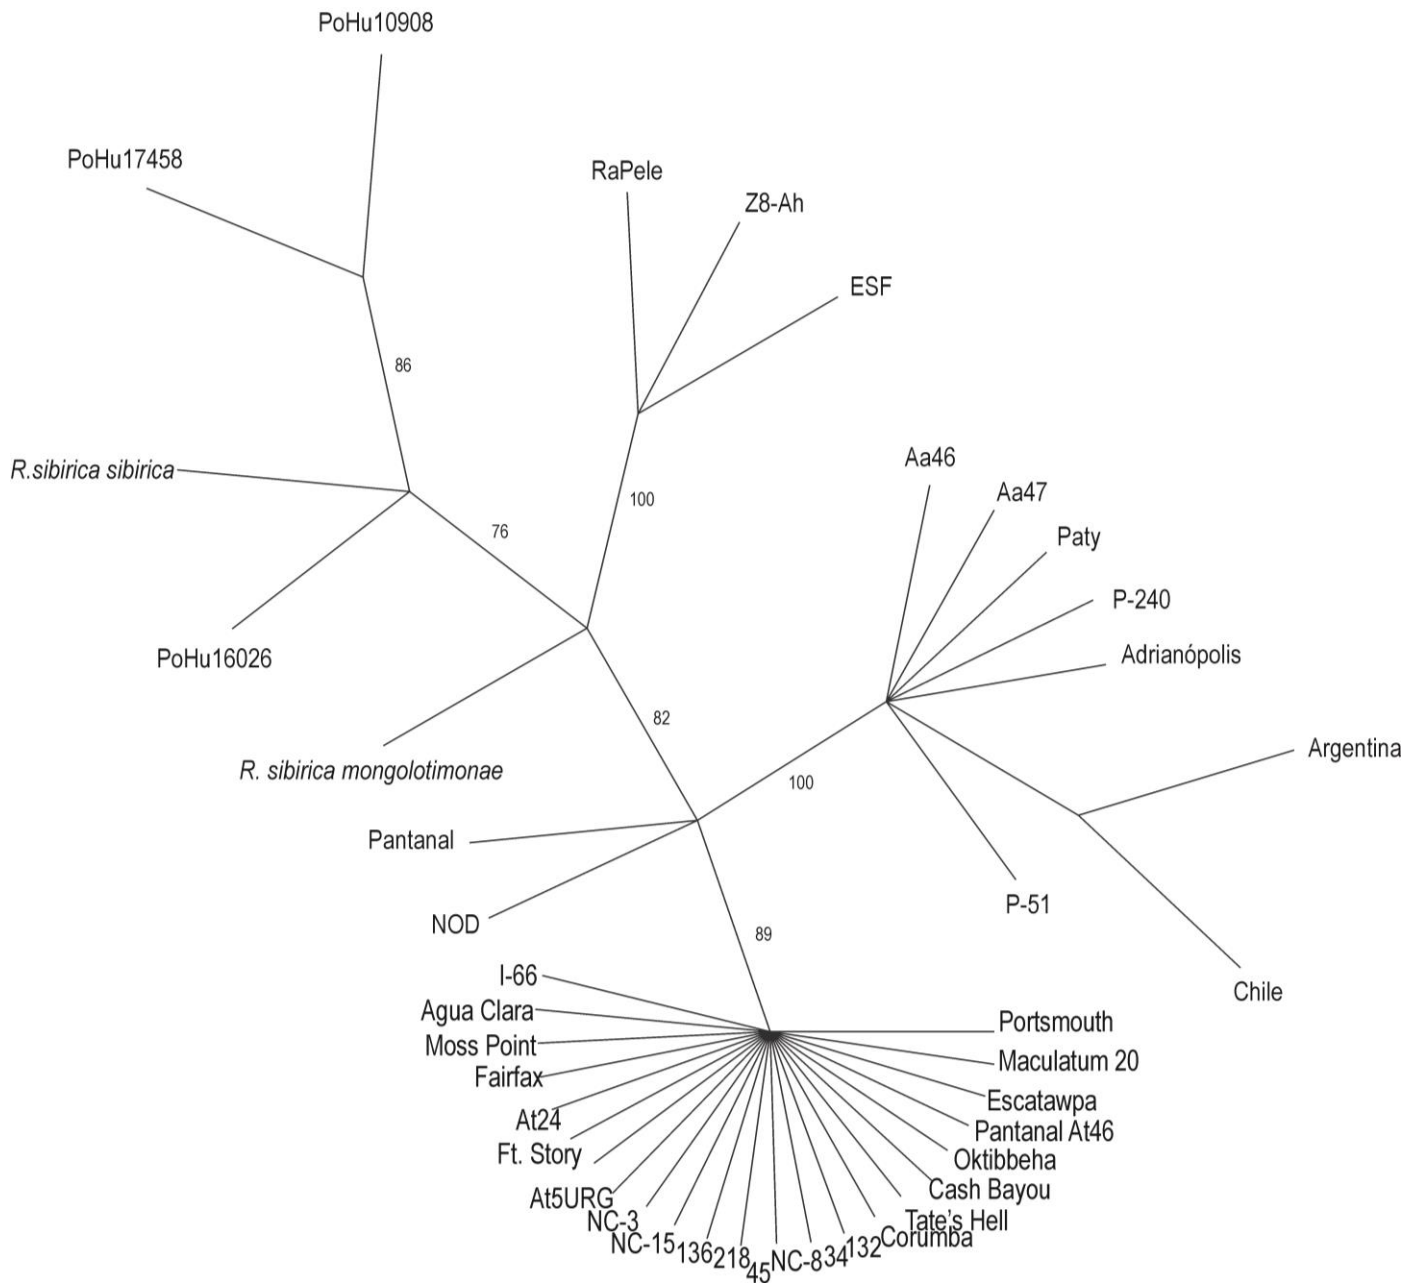 PoHu10908
PoHu17458
RaPele
Z8-Ah
ESF
86
R.sibirica sibirica
Aa46
Aa47
100
76
Paty
P-240
PoHu16026
Adrianópolis
82
R. sibirica mongolotimonae
Argentina
100
Pantanal
P-51
NOD
89
Chile
I-66
Agua Clara
Portsmouth
Moss Point
Maculatum 20
Fairfax
Escatawpa
At24
Pantanal At46
Ft. Story
Oktibbeha
At5URG
Cash Bayou
NC-3
Tate's Hell
NC-15
Corumba
136
218
45
NC-8
34
132